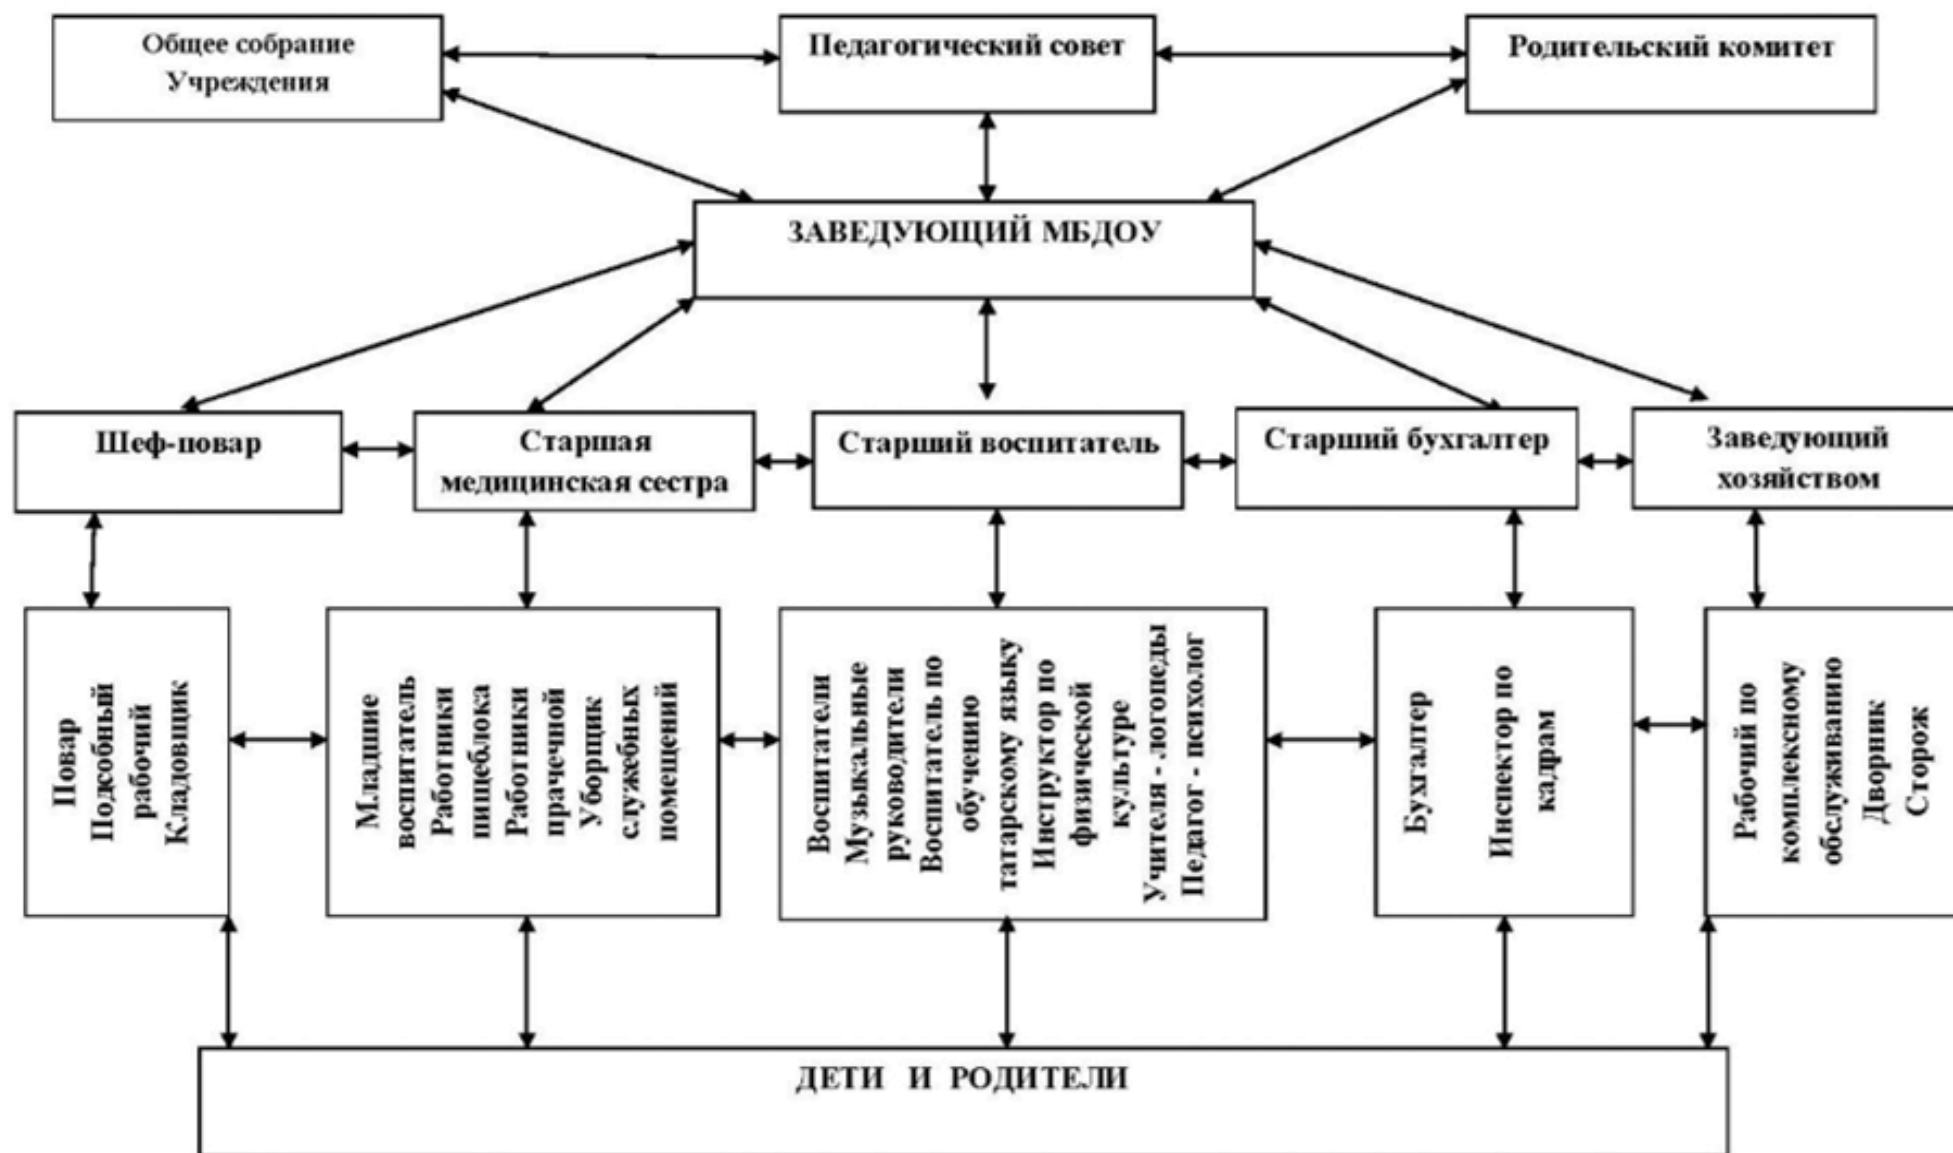 Общее собрание
Учреждения
Педагогический совет
Родительский комитет
ЗАВЕДУЮЩИЙ МБДОУ
Шеф-повар
Старшая
медицинская сестра
Старший воспитатель
Старший бухгалтер
Заведующий
хозяйством
Повар
Подсобный
рабочий
Кладовщик
Младшие
воспитатель
Работники
пищеблока
Работники
прачечной
Уборщик
служебных
помещений
Воспитатели
Музыкальные
руководители
Воспитатель по
обучению
татарскому языку
Инструктор по
физической
культуре
Учителя - логопеды
Педагог - психолог
Бухгалтер
Инспектор по
кадрам
Рабочий по
комплексному
обслуживанию
Дворник
Сторож
ДЕТИ И РОДИТЕЛИ